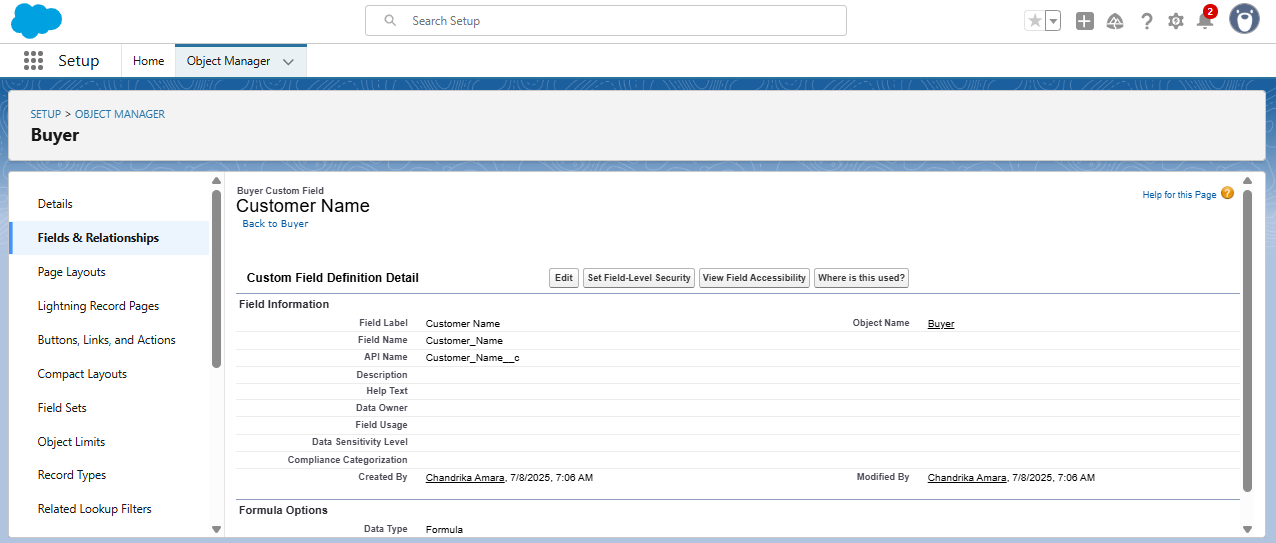 Search Setup
2
Setup
Home
Object Manager
SETUP > OBJECT MANAGER
Buyer
Details
Fields & Relationships
Page Layouts
Lightning Record Pages
Buttons, Links, and Actions
Compact Layouts
Field Sets
Object Limits
Record Types
Related Lookup Filters
Buyer Custom Field
Customer Name
Back to Buyer
Help for this Page ?
Custom Field Definition Detail
Edit
Set Field-Level Security
View Field Accessibility
Where is this used?
Field Information
Field Label Customer Name Object Name Buyer
Field Name Customer_Name
API Name Customer_Name__c
Description
Help Text
Data Owner
Field Usage
Data Sensitivity Level
Compliance Categorization
Created By Chandrika Amara, 7/8/2025, 7:06 AM Modified By Chandrika Amara, 7/8/2025, 7:06 AM
Formula Options
Data Type Formula